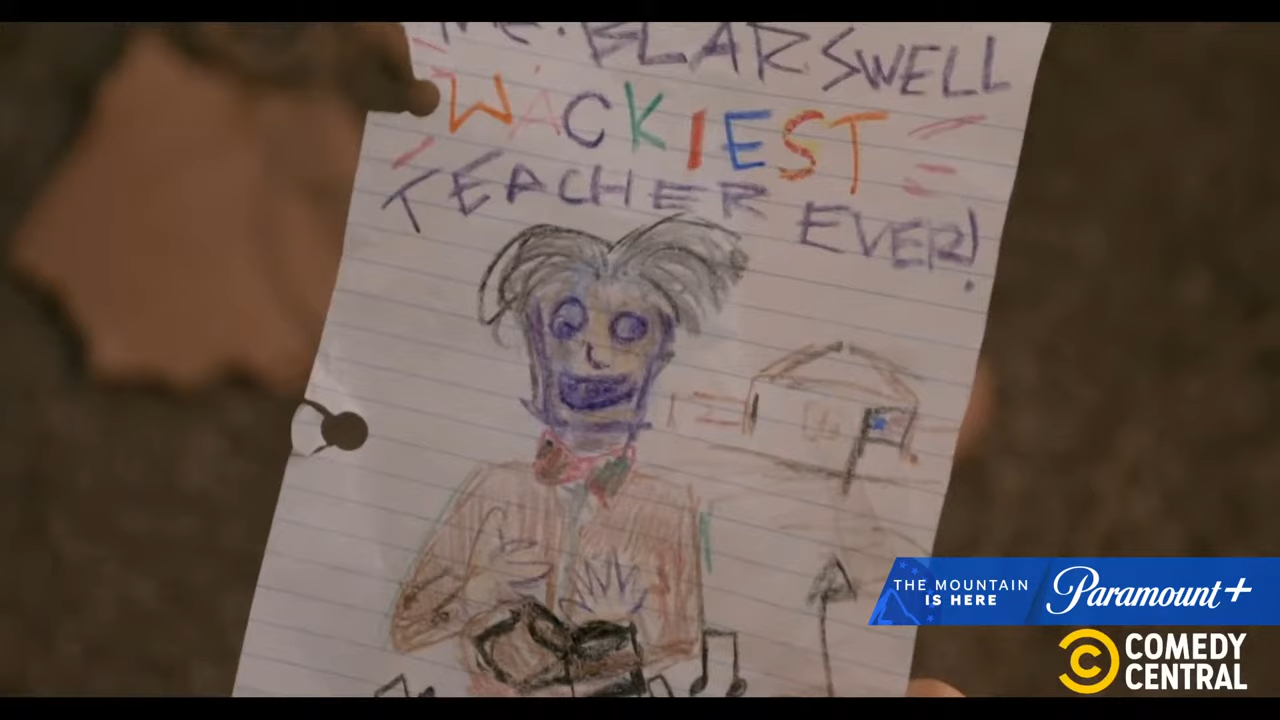 MR. BLARSWELL
WACKIEST
TEACHER EVER!
THE MOUNTAIN
IS HERE
Paramount+
COMEDY
CENTRAL